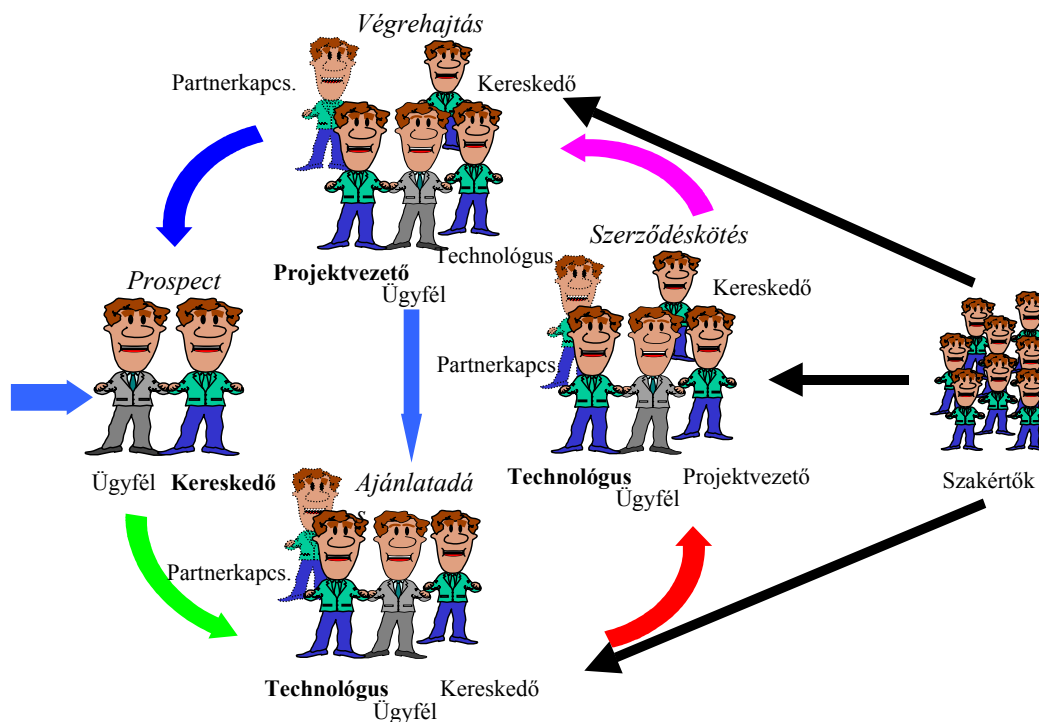 Végrehajtás
Partnerkapcs.
Kereskedő
Projektvezető
Technológus
Ügyfél
Szerződéskötés
Kereskedő
Partnerkapcs
Technológus
Projektvezető
Ügyfél
Prospect
Ügyfél
Kereskedő
Ajánlatadá
s
Partnerkapcs.
Technológus
Kereskedő
Ügyfél
Szakértők